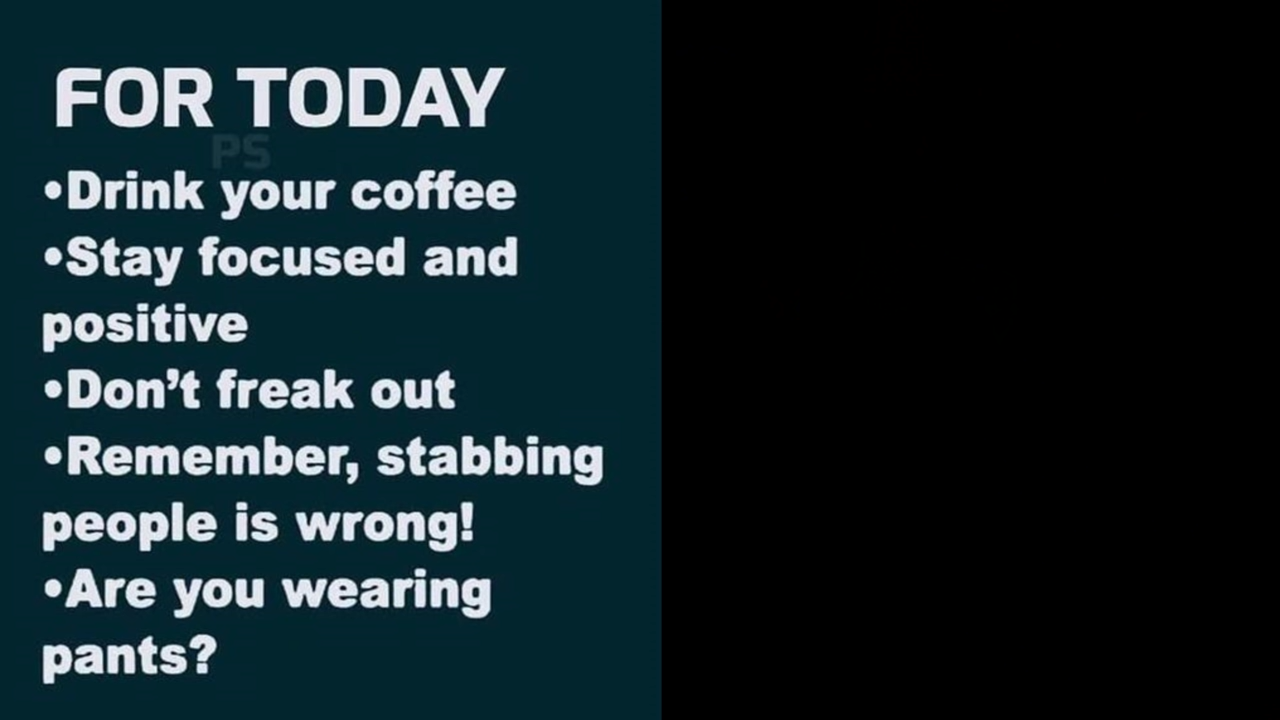 FOR TODAY
PS
•Drink your coffee
•Stay focused and
positive
•Don’t freak out
•Remember, stabbing
people is wrong!
•Are you wearing
pants?